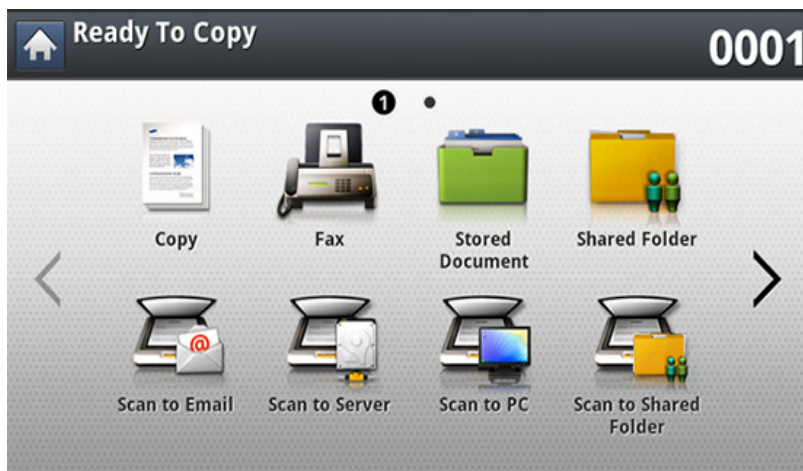 Ready To Copy
0001
1
Copy
Fax
Stored
Document
Shared Folder
Scan to Email
Scan to Server
Scan to PC
Scan to Shared
Folder